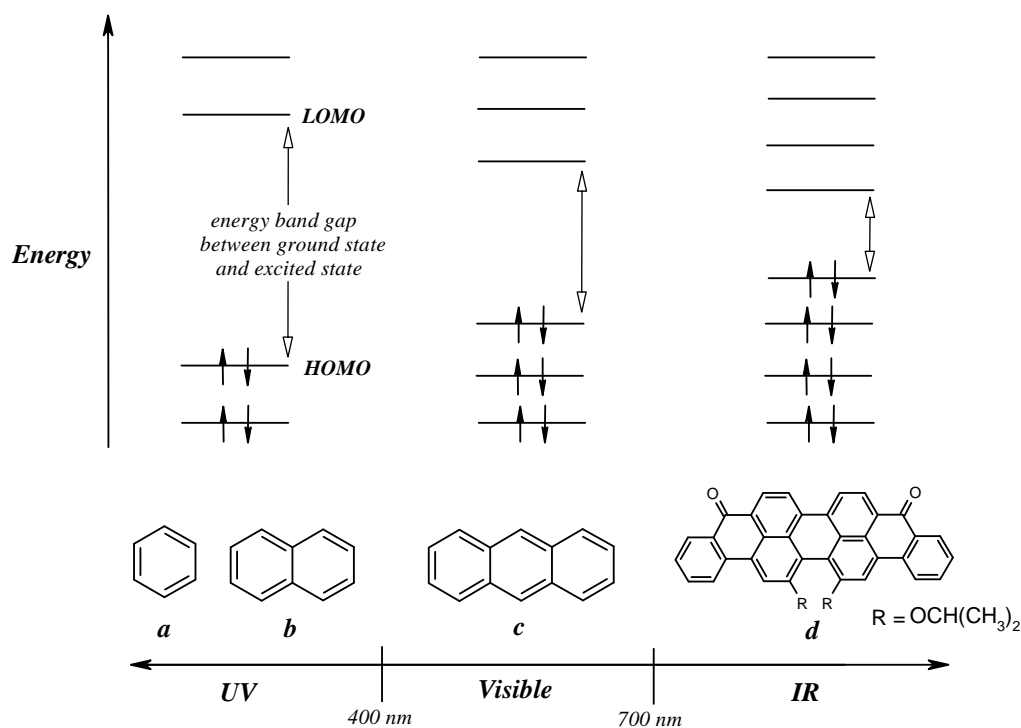 LOMO
energy band gap
between ground state
and excited state
Energy
HOMO
O
O
R
R
R = OCH(CH3)2
a
b
c
d
UV
Visible
IR
400 nm
700 nm